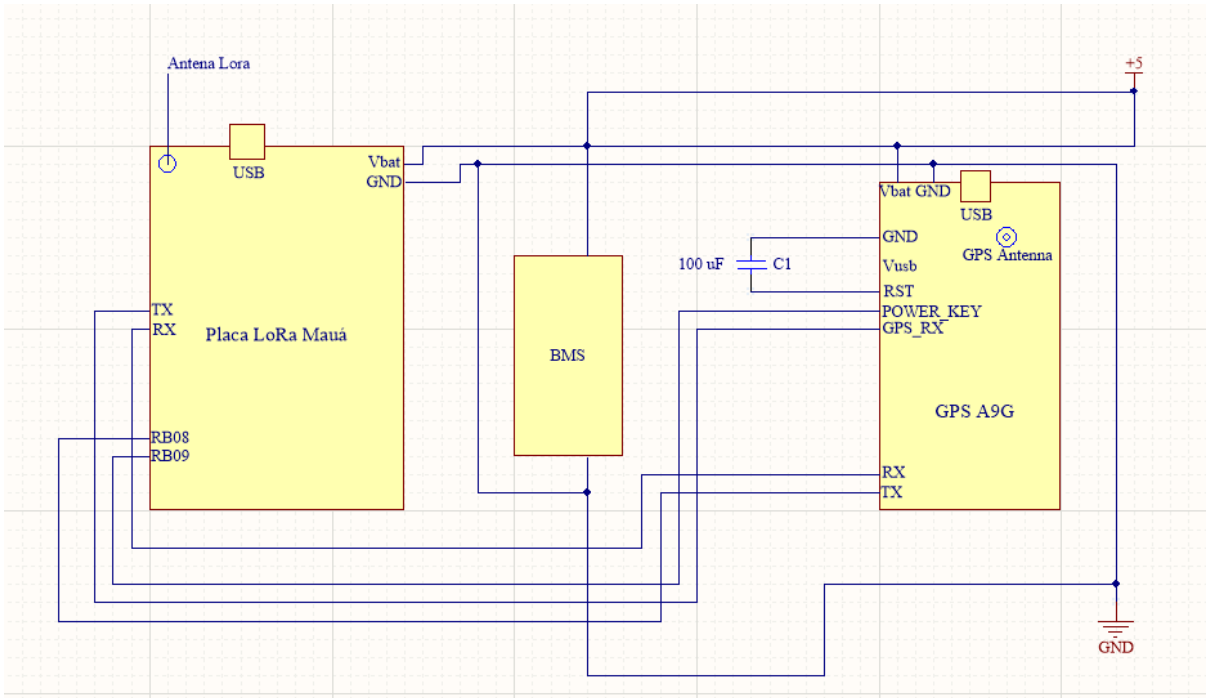 Antena Lora
+5
USB
Vbat
GND
Vbat GND
USB
GND
GPS Antenna
100 uF
C1
Vusb
RST
TX
POWER_KEY
RX
GPS_RX
Placa LoRa Mauá
BMS
GPS A9G
RB08
RB09
RX
TX
GND